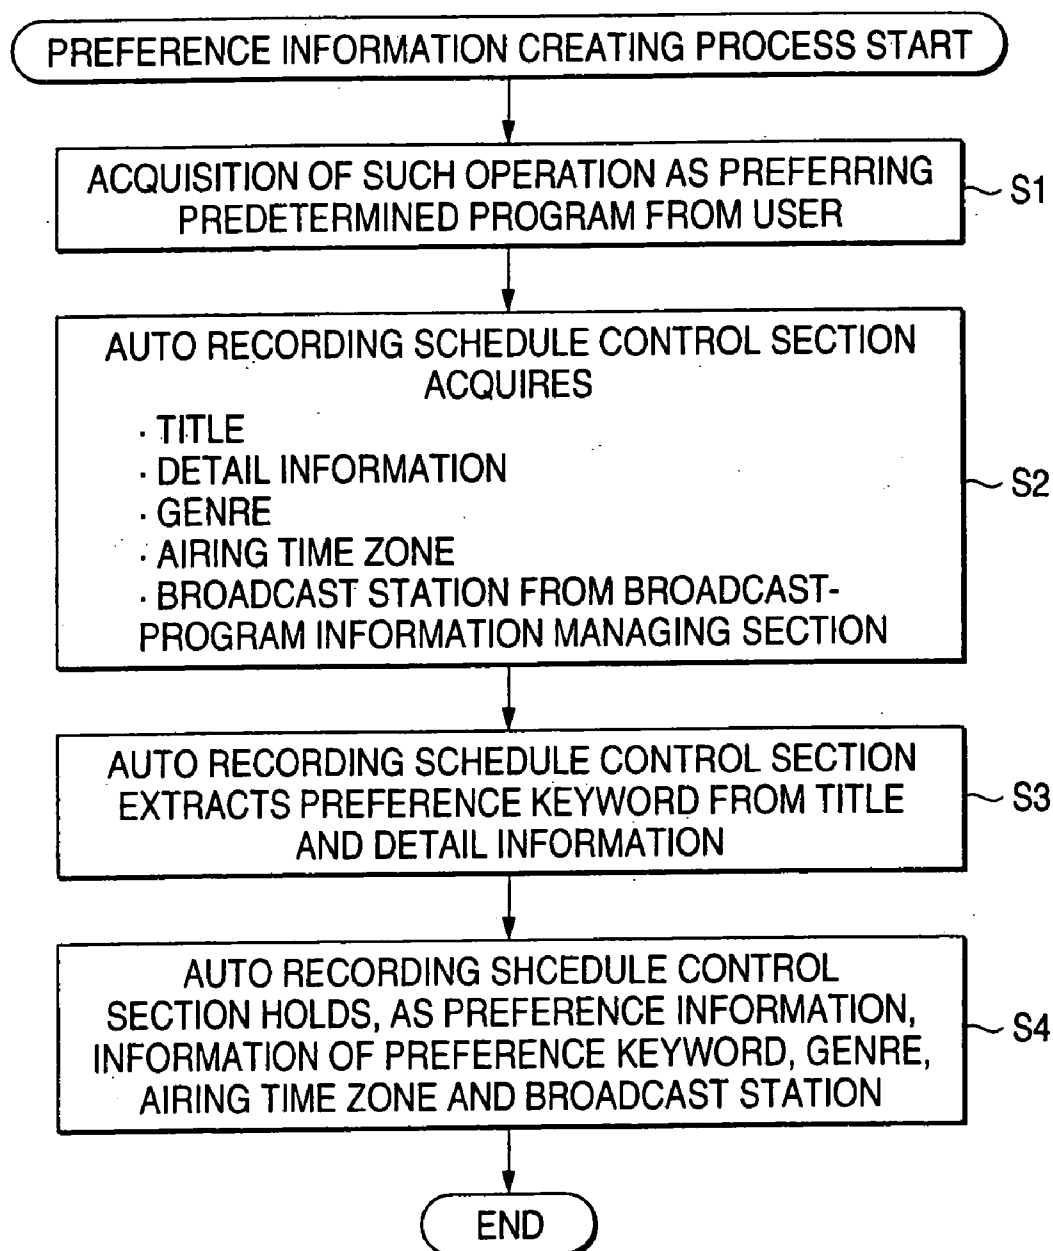 PREFERENCE INFORMATION CREATING PROCESS START
ACQUISITION OF SUCH OPERATION AS PREFERRING
PREDETERMINED PROGRAM FROM USER
S1
AUTO RECORDING SCHEDULE CONTROL SECTION
ACQUIRES
· TITLE
· DETAIL INFORMATION
· GENRE
· AIRING TIME ZONE
· BROADCAST STATION FROM BROADCAST-
PROGRAM INFORMATION MANAGING SECTION
S2
AUTO RECORDING SCHEDULE CONTROL SECTION
EXTRACTS PREFERENCE KEYWORD FROM TITLE
AND DETAIL INFORMATION
S3
AUTO RECORDING SHCEDULE CONTROL
SECTION HOLDS, AS PREFERENCE INFORMATION,
INFORMATION OF PREFERENCE KEYWORD, GENRE,
AIRING TIME ZONE AND BROADCAST STATION
S4
END